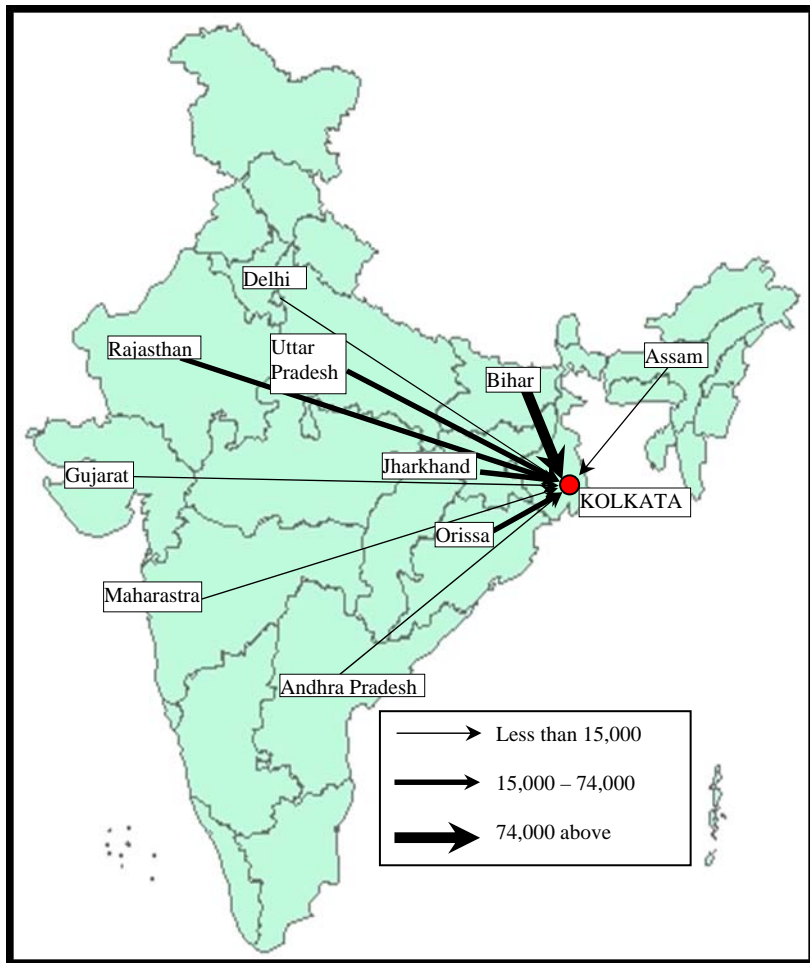 Delhi
Rajasthan
Uttar
Pradesh
Assam
Bihar
Gujarat
Jharkhand
KOLKATA
Orissa
Maharastra
Andhra Pradesh
Less than 15,000
15,000 – 74,000
74,000 above